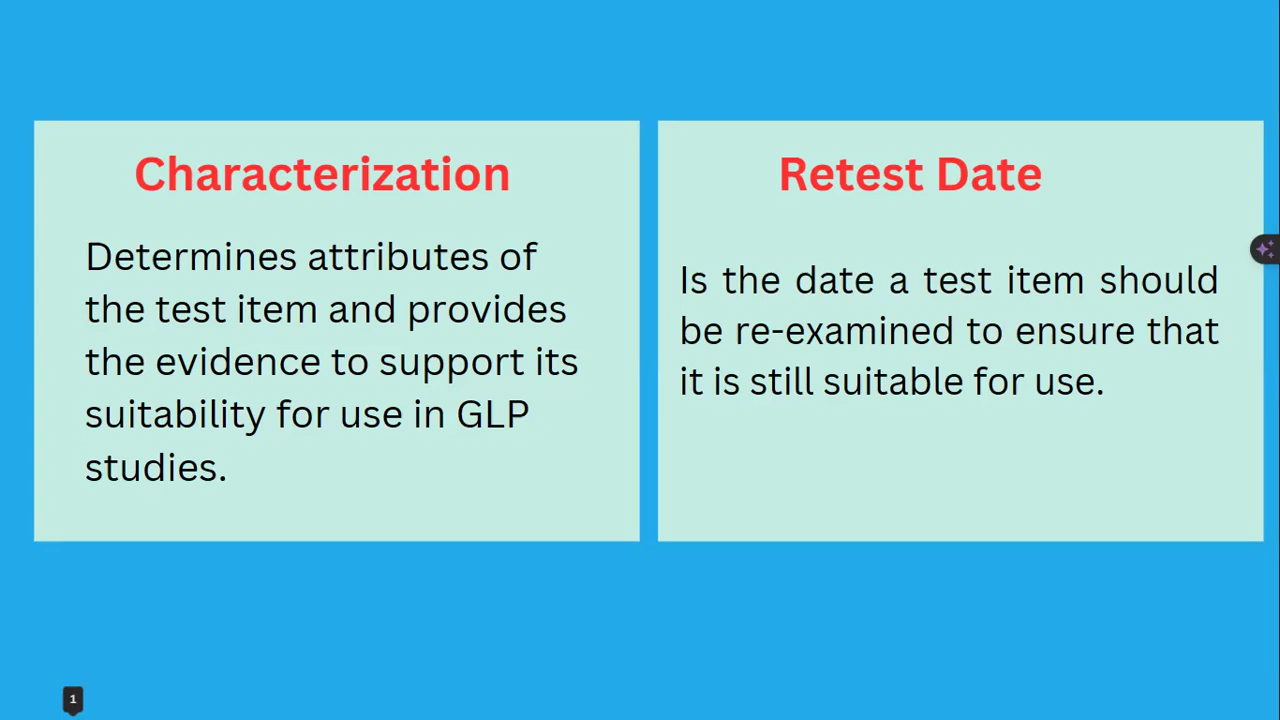 Characterization
Determines attributes of
the test item and provides
the evidence to support its
suitability for use in GLP
studies.
Retest Date
Is the date a test item should
be re-examined to ensure that
it is still suitable for use.
1